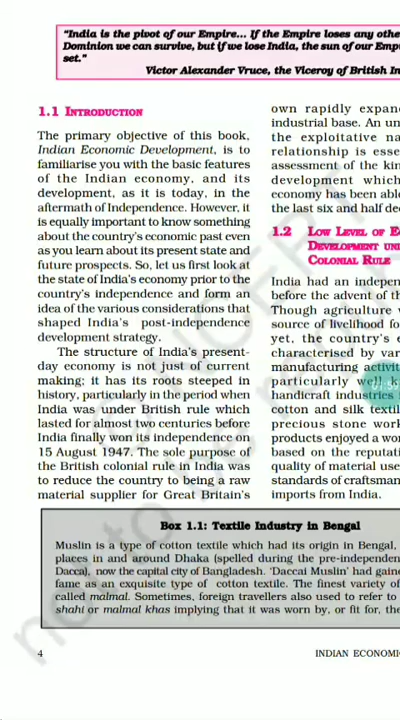 "India is the pivot of our Empire... If the Empire loses any othe
Dominion we can survive, but if we lose India, the sun of our Emp
set."
Victor Alexander Vruce, the Viceroy of British In
1.1 INTRODUCTION
The primary objective of this book,
Indian Economic Development, is to
familiarise you with the basic features
of the Indian economy, and its
development, as it is today, in the
aftermath of Independence. However, it
is equally important to know something
about the country's economic past even
as you learn about its present state and
future prospects. So, let us first look at
the state of India's economy prior to the
country's independence and form an
idea of the various considerations that
shaped India's post-independence
development strategy.
The structure of India's present-
day economy is not just of current
making; it has its roots steeped in
history, particularly in the period when
India was under British rule which
lasted for almost two centuries before
India finally won its independence on
15 August 1947. The sole purpose of
the British colonial rule in India was
to reduce the country to being a raw
material supplier for Great Britain's
own rapidly expan
industrial base. An un
the exploitative na
relationship is esse
assessment of the kin
development which
economy has been abl
the last six and half de
1.2 LOW LEVEL OF E
DEVELOPMENT UN
COLONIAL RULE
India had an indepen
before the advent of th
Though agriculture
source of livelihood fo
yet, the country's e
characterised by var
manufacturing activit
particularly well k
handicraft industries
cotton and silk textil
precious stone work
products enjoyed a wor
based on the reputati
quality of material use
standards of craftsman
imports from India.
Box 1.1: Textile Industry in Bengal
Muslin is a type of cotton textile which had its origin in Bengal,
places in and around Dhaka (spelled during the pre-independen
Dacca), now the capital city of Bangladesh. 'Daccai Muslin' had gaine
fame as an exquisite type of cotton textile. The finest variety of
called malmal. Sometimes, foreign travellers also used to refer to
shahi or malmal khas implying that it was worn by, or fit for, the
4
INDIAN ECONOMI